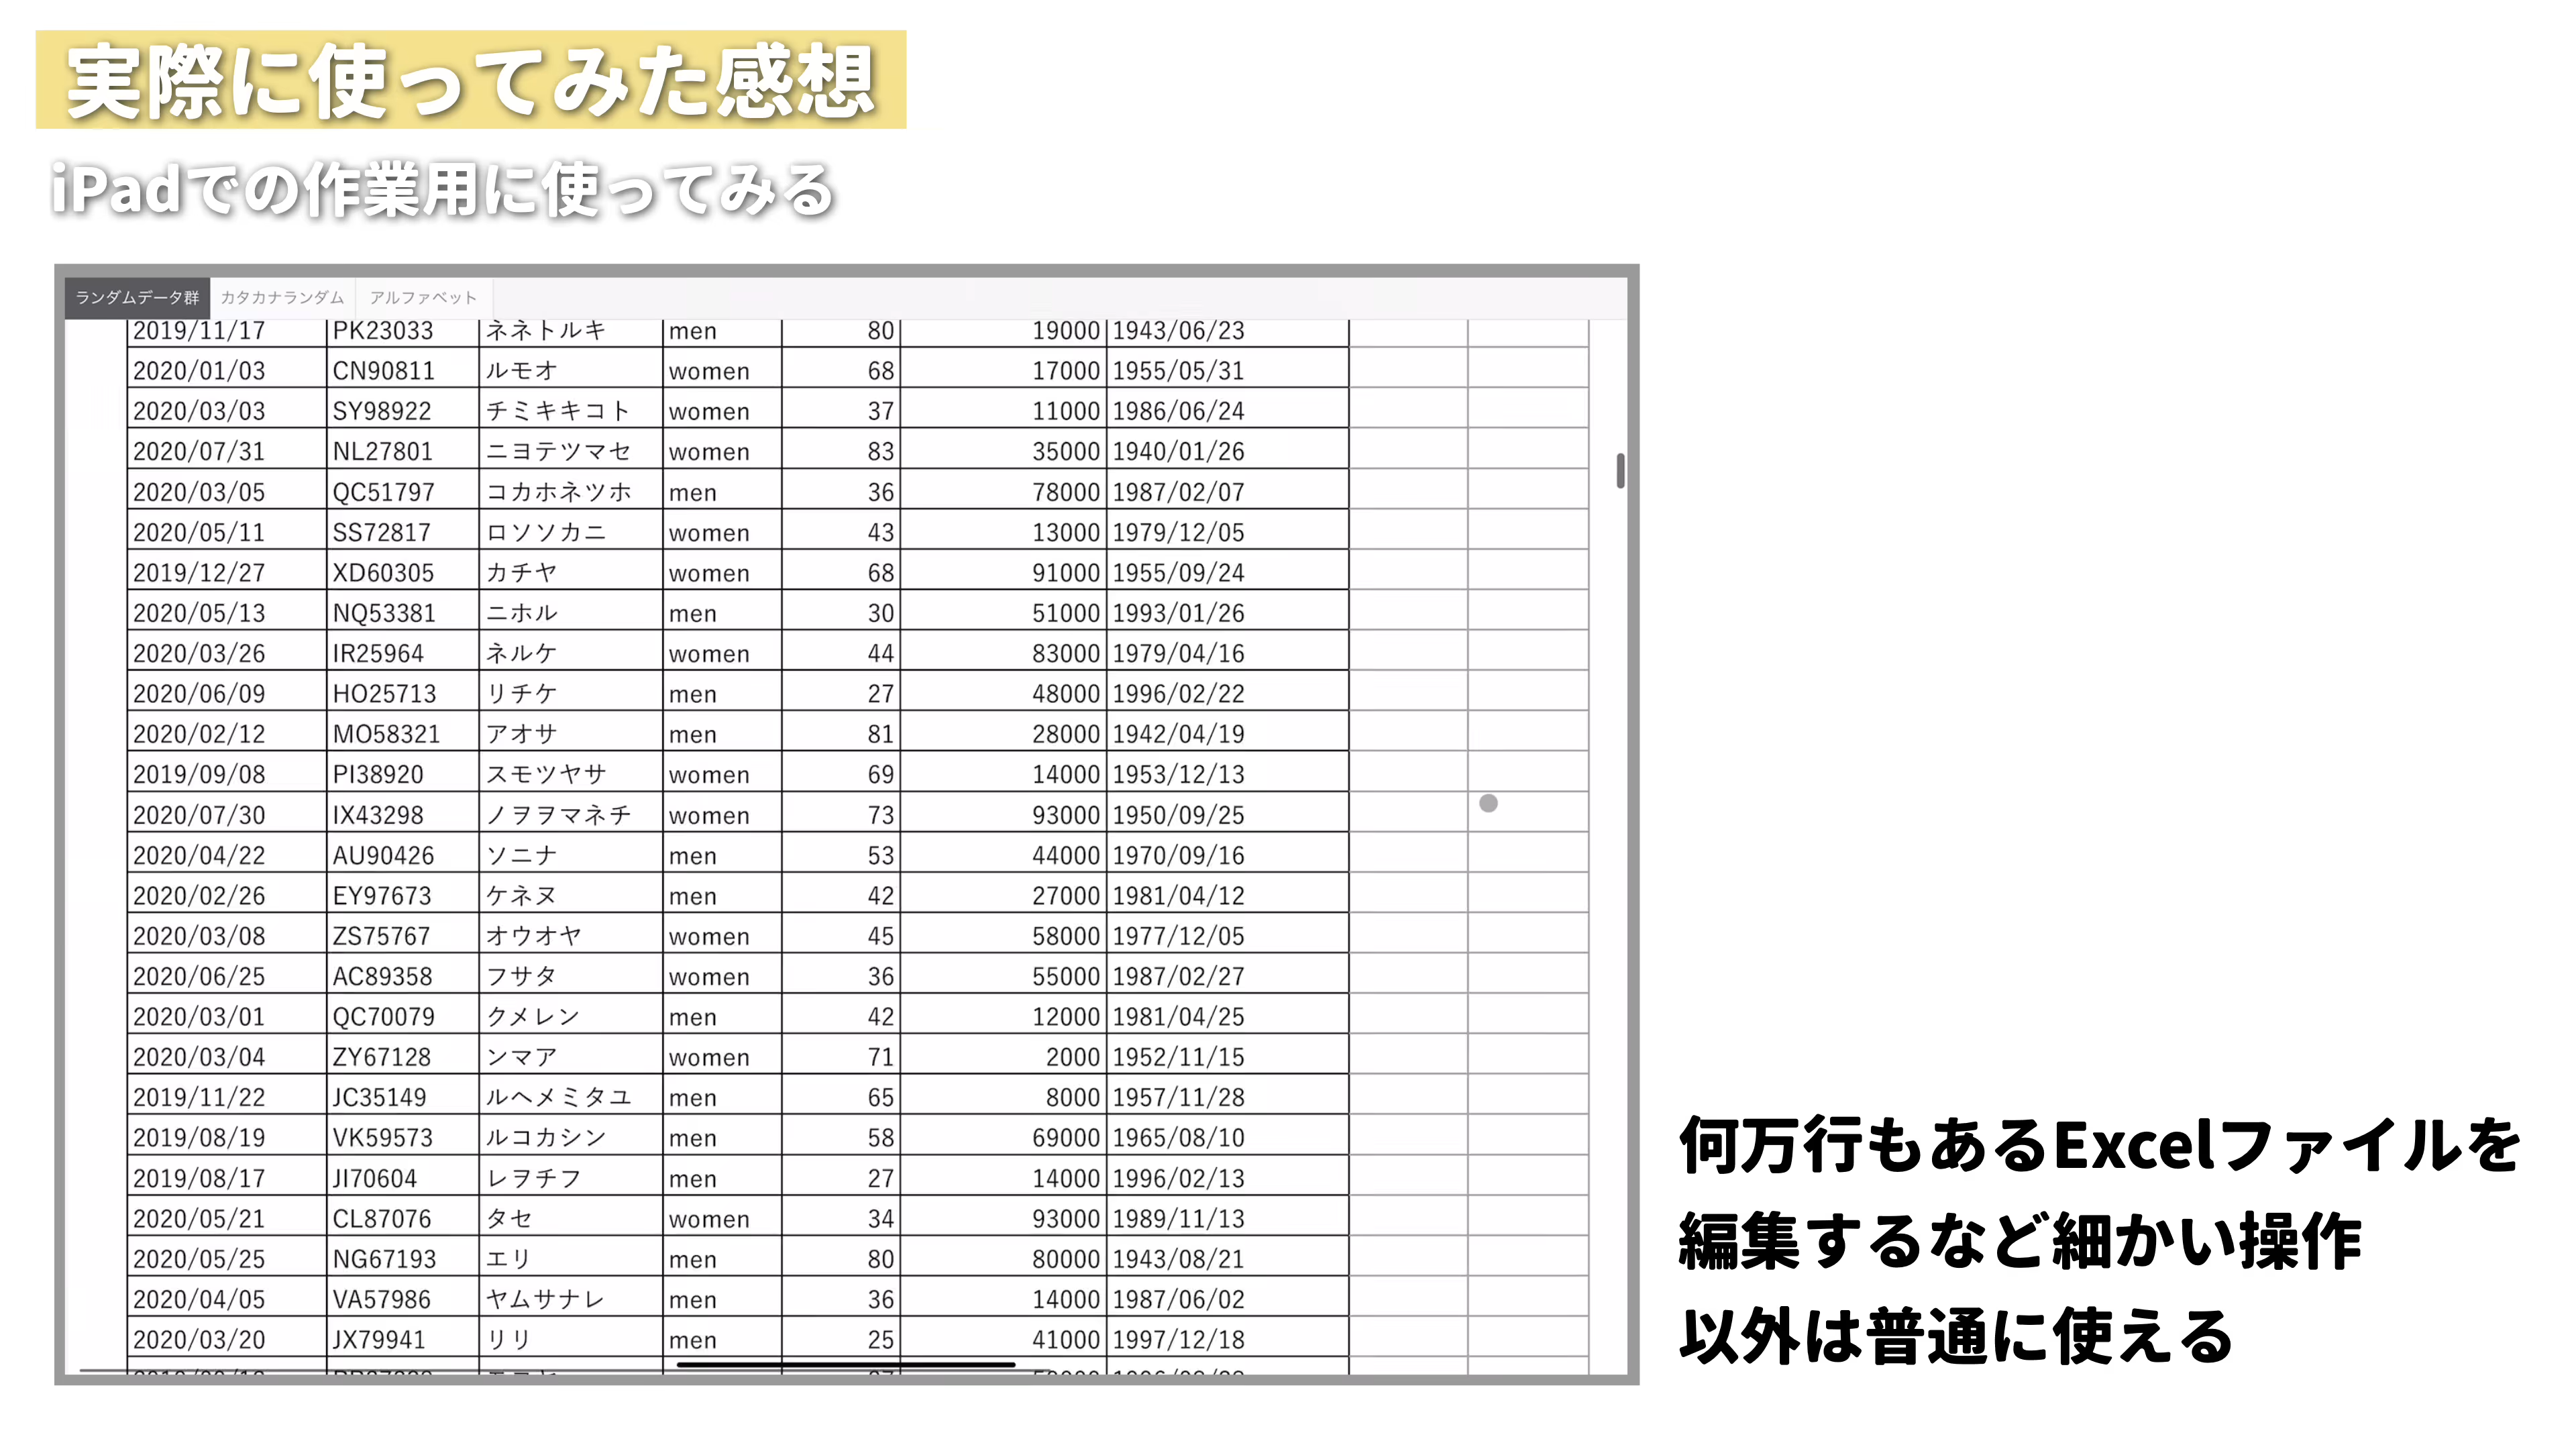 実際に使ってみた感想
iPadでの作業用に使ってみる
ランダムデータ群 カタカナランダム アルファベット
2019/11/17 PK23033 ネネトルキ men 80 19000 1943/06/23
2020/01/03 CN90811 ルモオ women 68 17000 1955/05/31
2020/03/03 SY98922 チミキキコト women 37 11000 1986/06/24
2020/07/31 NL27801 ニヨテツマセ women 83 35000 1940/01/26
2020/03/05 QC51797 コカホネツホ men 36 78000 1987/02/07
2020/05/11 SS72817 ロソソカニ women 43 13000 1979/12/05
2019/12/27 XD60305 カチヤ women 68 91000 1955/09/24
2020/05/13 NQ53381 ニホル men 30 51000 1993/01/26
2020/03/26 IR25964 ネルケ women 44 83000 1979/04/16
2020/06/09 HO25713 リチケ men 27 48000 1996/02/22
2020/02/12 MO58321 アオサ men 81 28000 1942/04/19
2019/09/08 PI38920 スモツヤサ women 69 14000 1953/12/13
2020/07/30 IX43298 ノヲヲマネチ women 73 93000 1950/09/25
2020/04/22 AU90426 ソニナ men 53 44000 1970/09/16
2020/02/26 EY97673 ケネヌ men 42 27000 1981/04/12
2020/03/08 ZS75767 オウオヤ women 45 58000 1977/12/05
2020/06/25 AC89358 フサタ women 36 55000 1987/02/27
2020/03/01 QC70079 クメレン men 42 12000 1981/04/25
2020/03/04 ZY67128 ンマア women 71 2000 1952/11/15
2019/11/22 JC35149 ルヘメミタユ men 65 8000 1957/11/28
2019/08/19 VK59573 ルコカシン men 58 69000 1965/08/10
2019/08/17 JI70604 レヲチフ men 27 14000 1996/02/13
2020/05/21 CL87076 タセ women 34 93000 1989/11/13
2020/05/25 NG67193 エリ men 80 80000 1943/08/21
2020/04/05 VA57986 ヤムサナレ men 36 14000 1987/06/02
2020/03/20 JX79941 リリ men 25 41000 1997/12/18
何万行もあるExcelファイルを
編集するなど細かい操作
以外は普通に使える